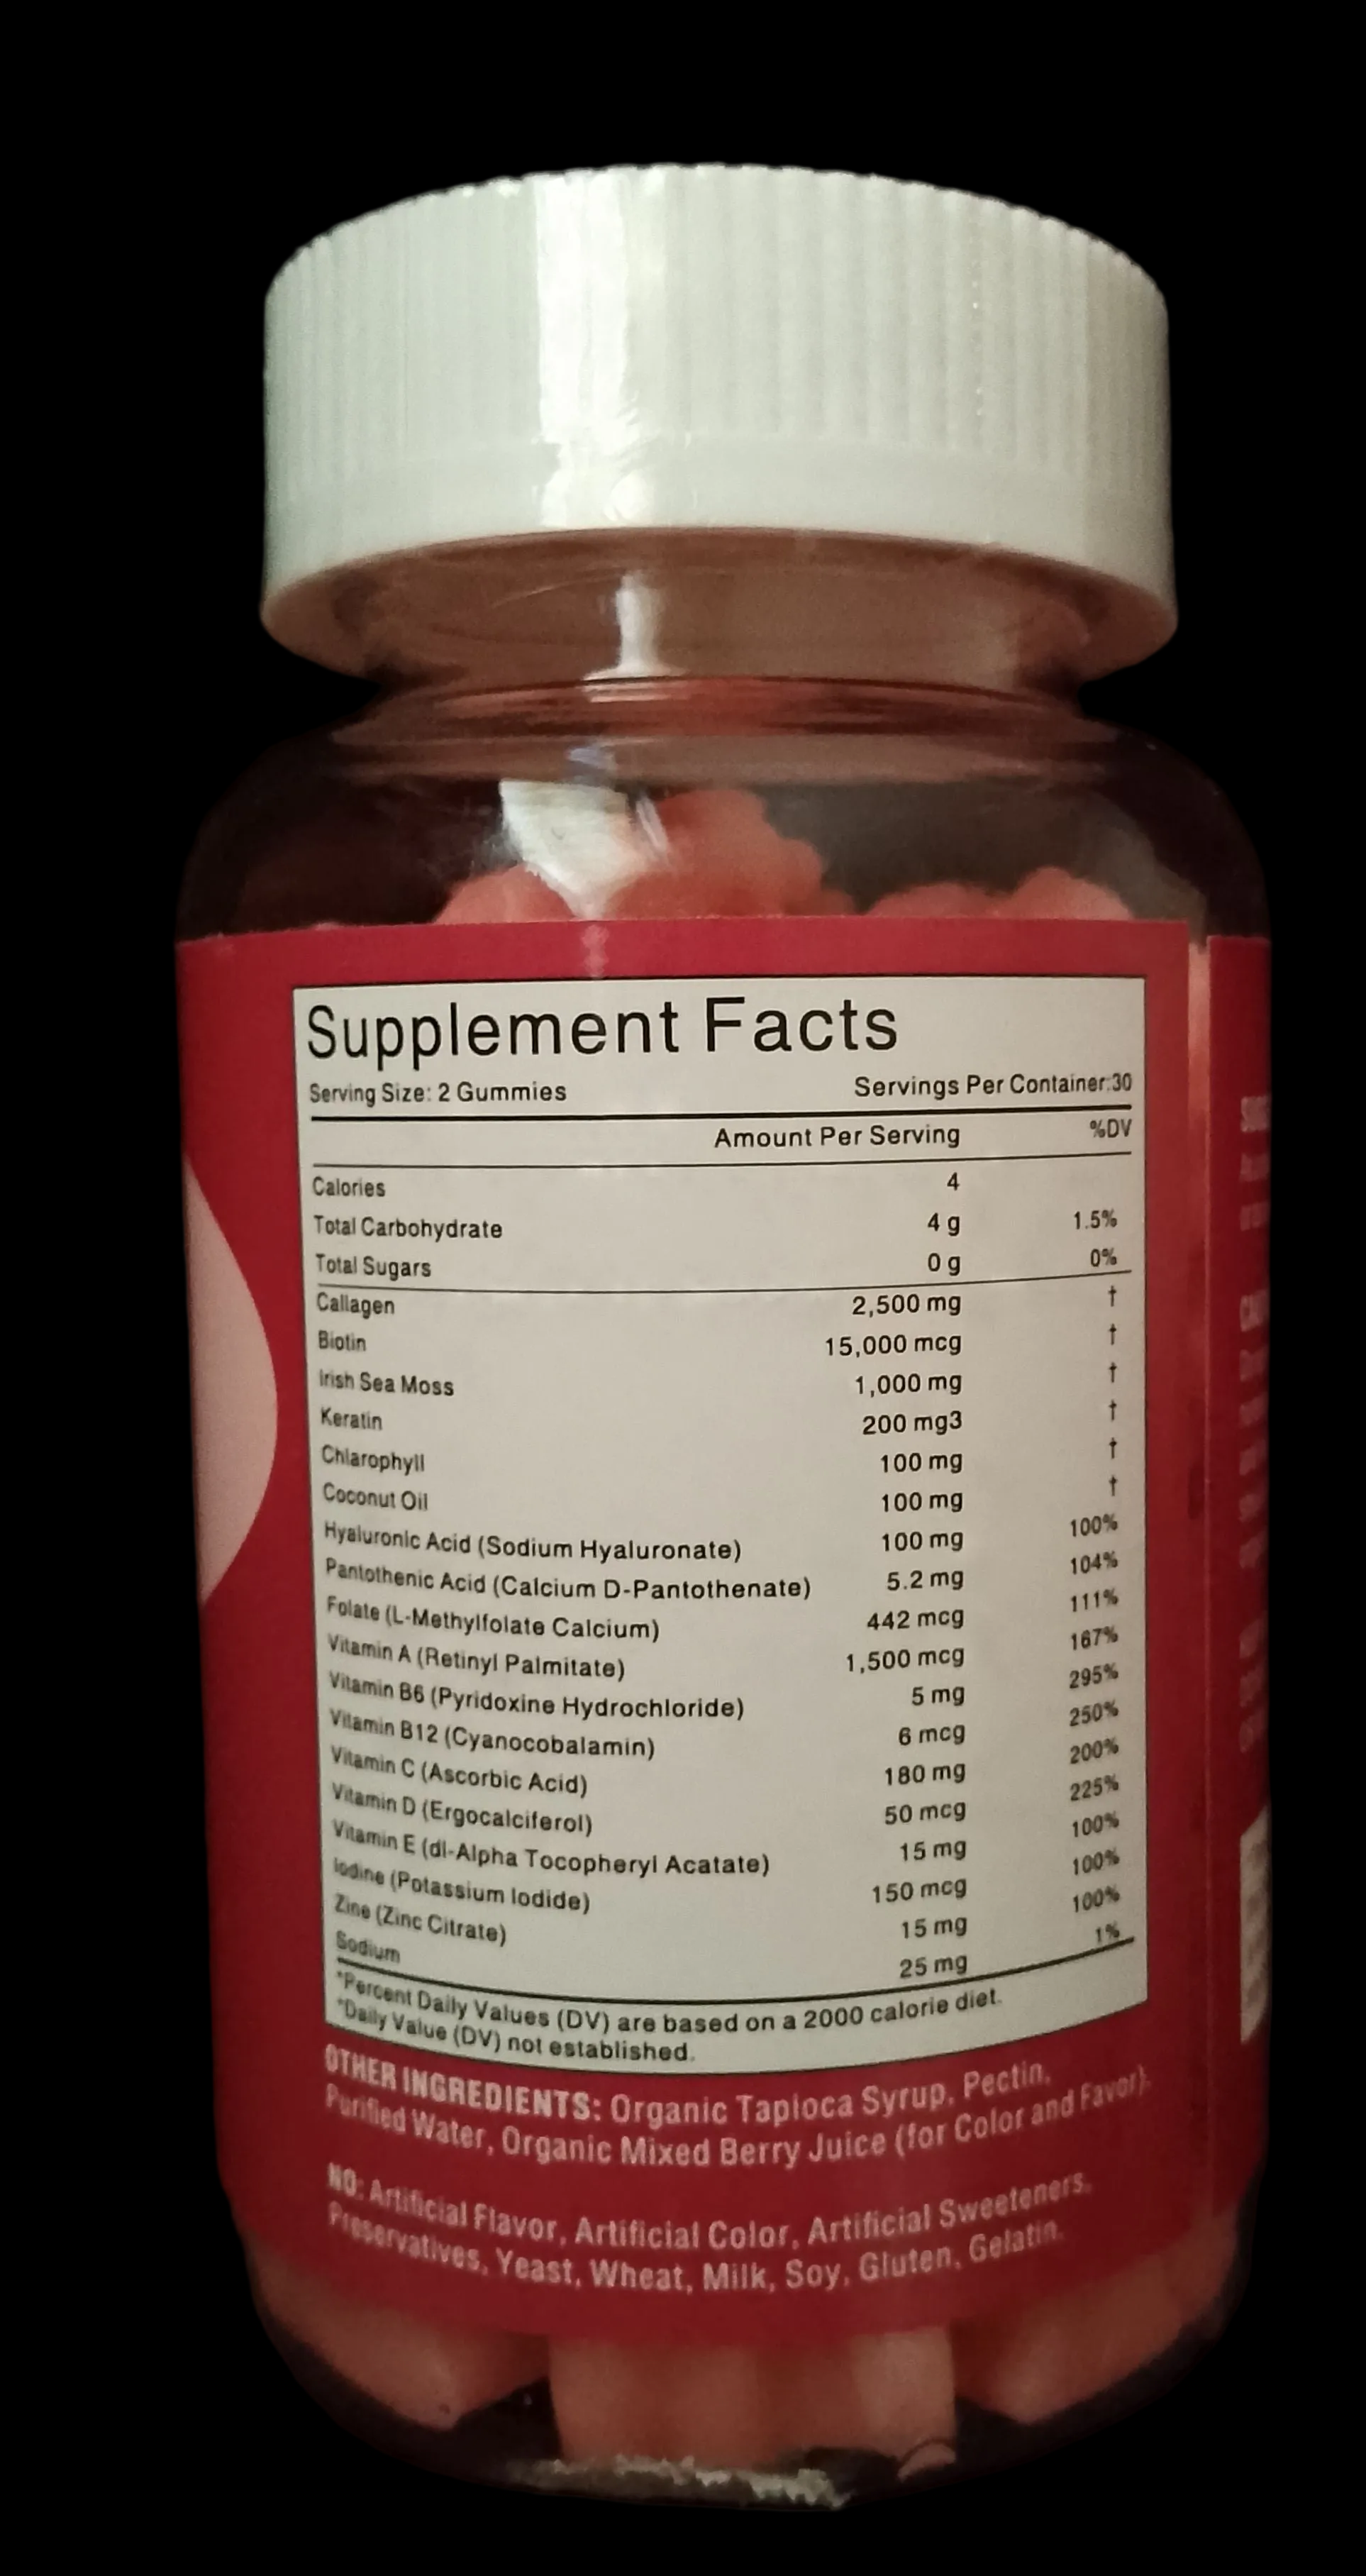 Supplement Facts
Serving Size: 2 Gummies Servings Per Container:30
Amount Per Serving %DV
Calories 4
Total Carbohydrate 4 g 1.5%
Total Sugars 0 g 0%
Callagen 2,500 mg †
Biotin 15,000 mcg †
Irish Sea Moss 1,000 mg †
Keratin 200 mg3 †
Chlarophyll 100 mg †
Coconut Oil 100 mg †
Hyaluronic Acid (Sodium Hyaluronate) 100 mg 100%
Pantothenic Acid (Calcium D-Pantothenate) 5.2 mg 104%
Folate (L-Methylfolate Calcium) 442 mcg 111%
Vitamin A (Retinyl Palmitate) 1,500 mcg 167%
Vitamin B6 (Pyridoxine Hydrochloride) 5 mg 295%
Vitamin B12 (Cyanocobalamin) 6 mcg 250%
Vitamin C (Ascorbic Acid) 180 mg 200%
Vitamin D (Ergocalciferol) 50 mcg 225%
Vitamin E (dl-Alpha Tocopheryl Acatate) 15 mg 100%
Iodine (Potassium Iodide) 150 mcg 100%
Zine (Zinc Citrate) 15 mg 100%
Sodium 25 mg 1%
*Percent Daily Values (DV) are based on a 2000 calorie diet.
*Daily Value (DV) not established.
OTHER INGREDIENTS: Organic Tapioca Syrup, Pectin,
Purified Water, Organic Mixed Berry Juice (for Color and Favor).
NO: Artificial Flavor, Artificial Color, Artificial Sweeteners,
Preservatives, Yeast, Wheat, Milk, Soy, Gluten, Gelatin.